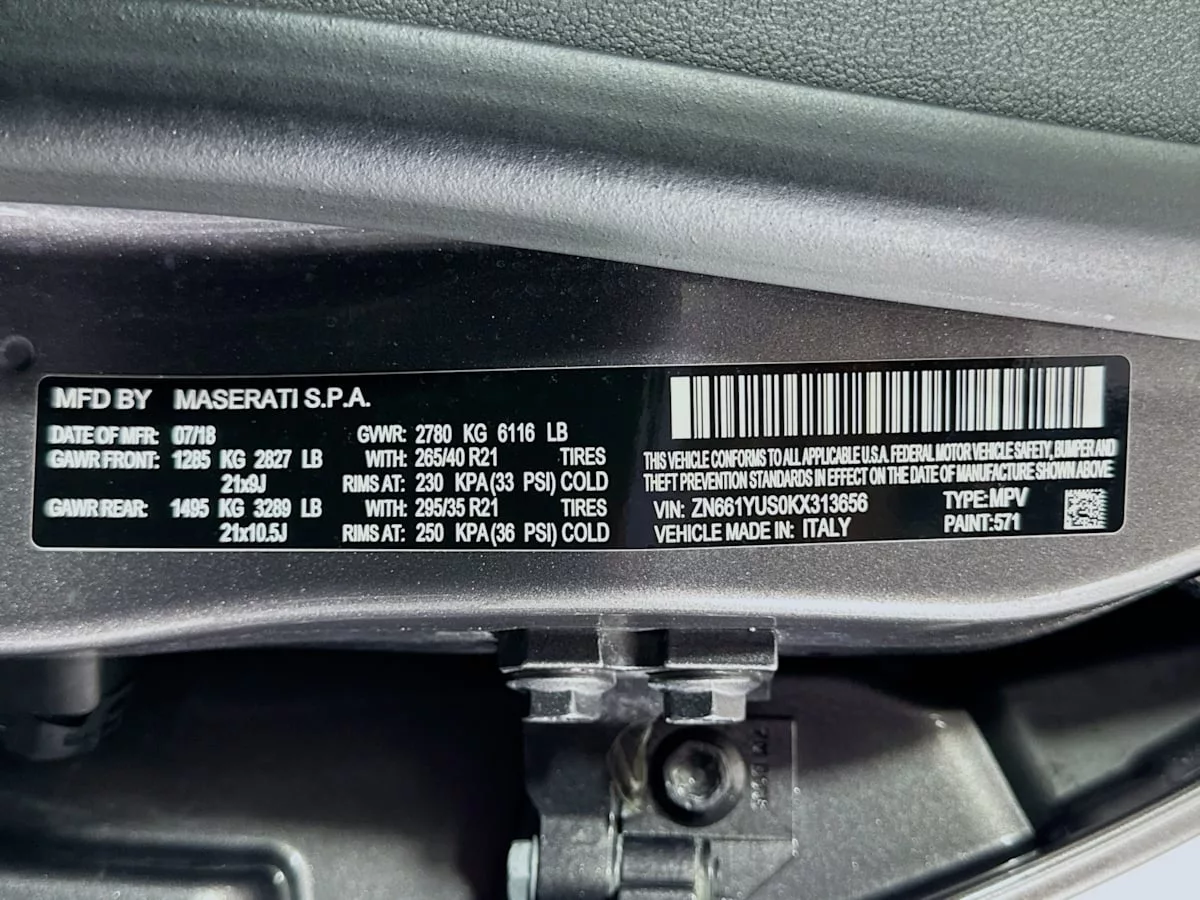 MFD BY MASERATI S.P.A.
DATE OF MFR: 07/18 GVWR: 2780 KG 6116 LB
GAWR FRONT: 1285 KG 2827 LB WITH: 265/40 R21 TIRES
21x9J RIMS AT: 230 KPA(33 PSI) COLD
GAWR REAR: 1495 KG 3289 LB WITH: 295/35 R21 TIRES
21x10.5J RIMS AT: 250 KPA(36 PSI) COLD
THIS VEHICLE CONFORMS TO ALL APPLICABLE U.S.A. FEDERAL MOTOR VEHICLE SAFETY, BUMPER AND
THEFT PREVENTION STANDARDS IN EFFECT ON THE DATE OF MANUFACTURE SHOWN ABOVE
VIN: ZN661YUS0KX313656 TYPE:MPV
VEHICLE MADE IN: ITALY PAINT:571